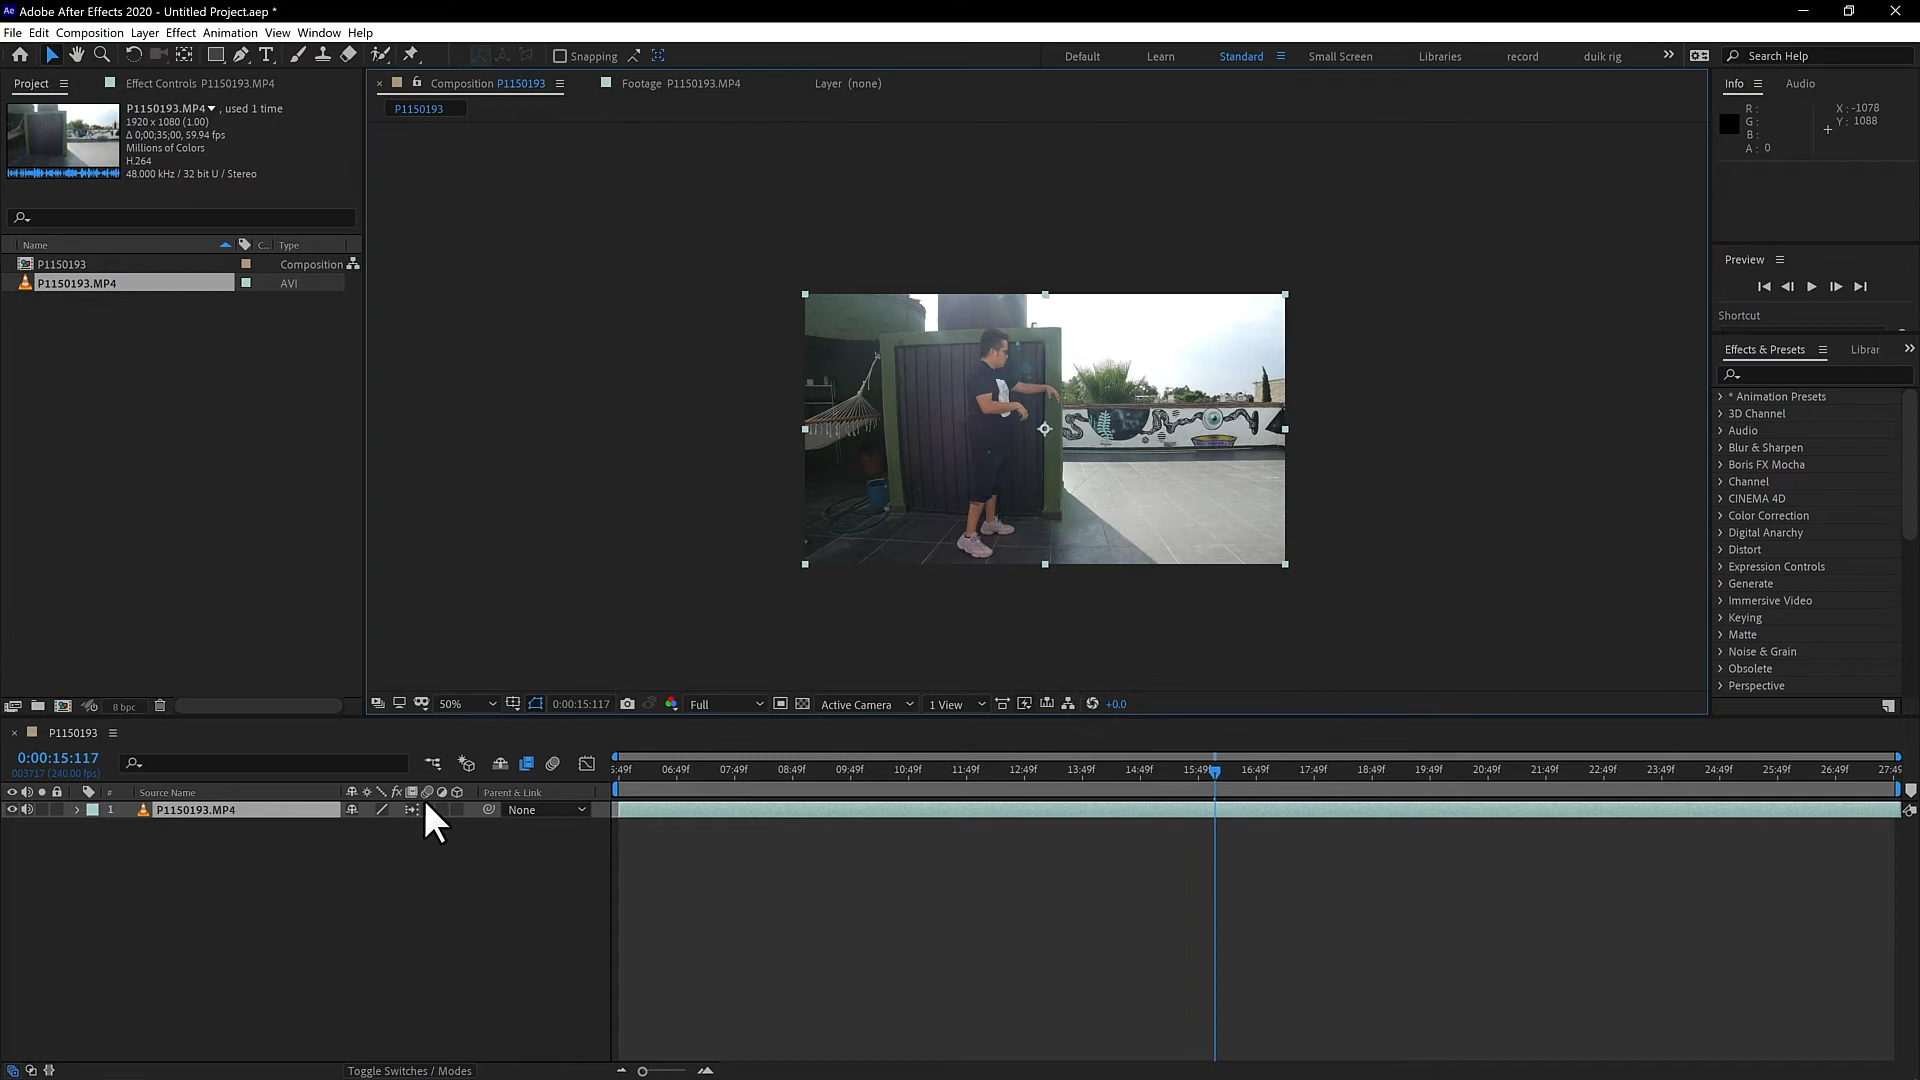 Ae Adobe After Effects 2020 - Untitled Project.aep *
File Edit Composition Layer Effect Animation View Window Help
Snapping
Default Learn Standard Small Screen Libraries record duik rig Search Help
Project Effect Controls P1150193.MP4
P1150193.MP4 , used 1 time
1920 x 1080 (1.00)
Δ 0;00;35;00, 59.94 fps
Millions of Colors
H.264
48.000 kHz / 32 bit U / Stereo
Name C... Type
P1150193 Composition
P1150193.MP4 AVI
8 bpc
Composition P1150193 Footage P1150193.MP4 Layer (none)
P1150193
50% 0:00:15:117 Full Active Camera 1 View +0.0
Info Audio
R :
G :
B :
A : 0
X : -1078
Y : 1088
Preview
Shortcut
Effects & Presets Librar
* Animation Presets
3D Channel
Audio
Blur & Sharpen
Boris FX Mocha
Channel
CINEMA 4D
Color Correction
Digital Anarchy
Distort
Expression Controls
Generate
Immersive Video
Keying
Matte
Noise & Grain
Obsolete
Perspective
P1150193
0:00:15:117
003717 (240.00 fps)
# Source Name fx Parent & Link
1 P1150193.MP4 None
5:49f 06:49f 07:49f 08:49f 09:49f 10:49f 11:49f 12:49f 13:49f 14:49f 15:49f 16:49f 17:49f 18:49f 19:49f 20:49f 21:49f 22:49f 23:49f 24:49f 25:49f 26:49f 27:49
Toggle Switches / Modes